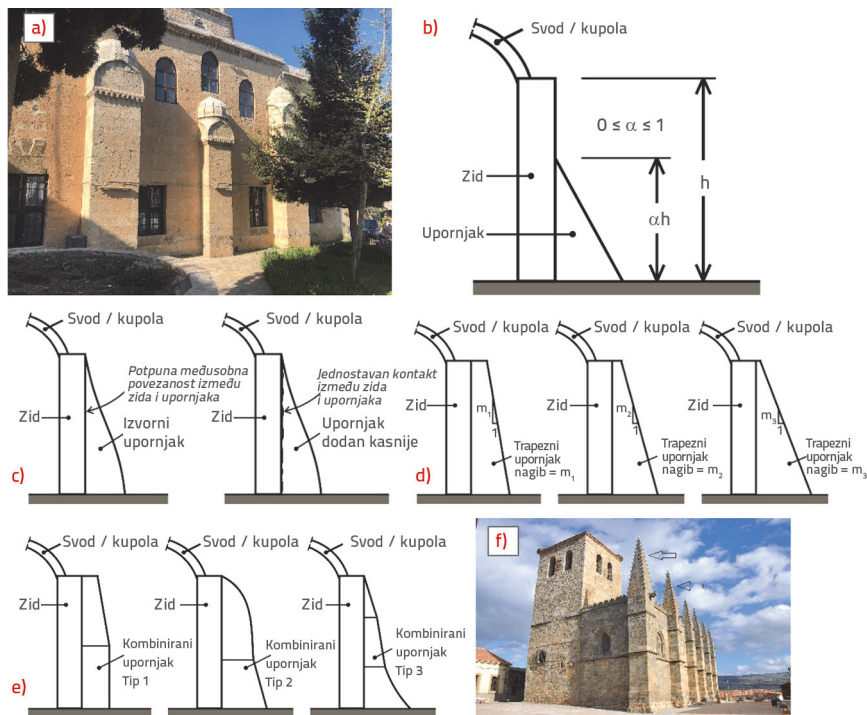 a)
b)
Svod / kupola
0 ≤ α ≤ 1
Zid
h
αh
Upornjak
c)
Svod / kupola
Potpuna međusobna
povezanost između
zida i upornjaka
Zid
Izvorni
upornjak
Svod / kupola
Jednostavan kontakt
između zida
i upornjaka
Zid
Upornjak
dodan kasnije
d)
Svod / kupola
Zid
m1
1
Trapezni
upornjak
nagib = m1
Svod / kupola
Zid
m2
1
Trapezni
upornjak
nagib = m2
Svod / kupola
Zid
m3
1
Trapezni
upornjak
nagib = m3
e)
Svod / kupola
Zid
Kombinirani
upornjak
Tip 1
Svod / kupola
Zid
Kombinirani
upornjak
Tip 2
Svod / kupola
Zid
Kombinirani
upornjak
Tip 3
f)